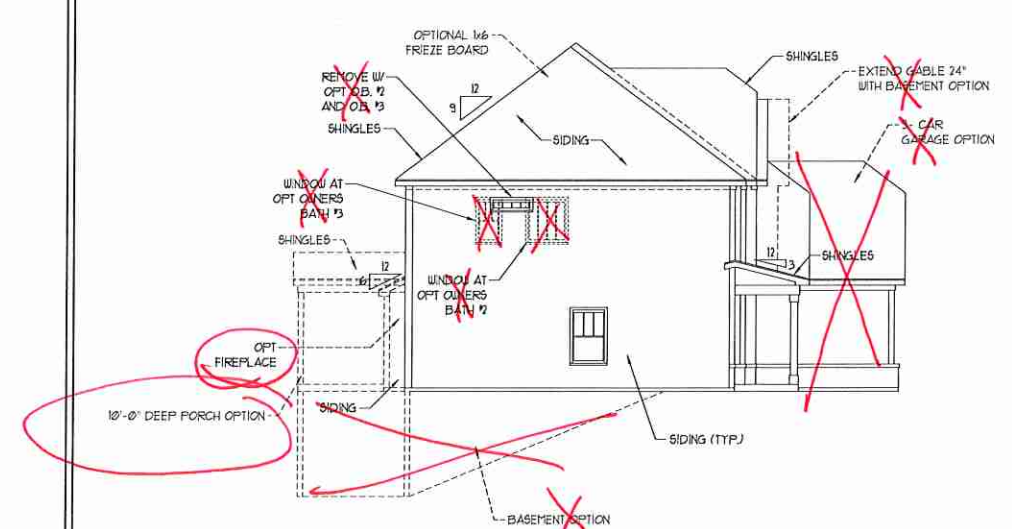 OPTIONAL 1x6
FRIEZE BOARD
SHINGLES
REMOVE W/
OPT O.B. #2
AND O.B. #3
EXTEND GABLE 24"
WITH BASEMENT OPTION
12
9
SHINGLES
3- CAR
GARAGE OPTION
SIDING
WINDOW AT
OPT OWNERS
BATH #3
SHINGLES
12
6
WINDOW AT
OPT OWNERS
BATH #2
12
3
SHINGLES
OPT
FIREPLACE
10'-0" DEEP PORCH OPTION
SIDING
SIDING (TYP.)
BASEMENT OPTION